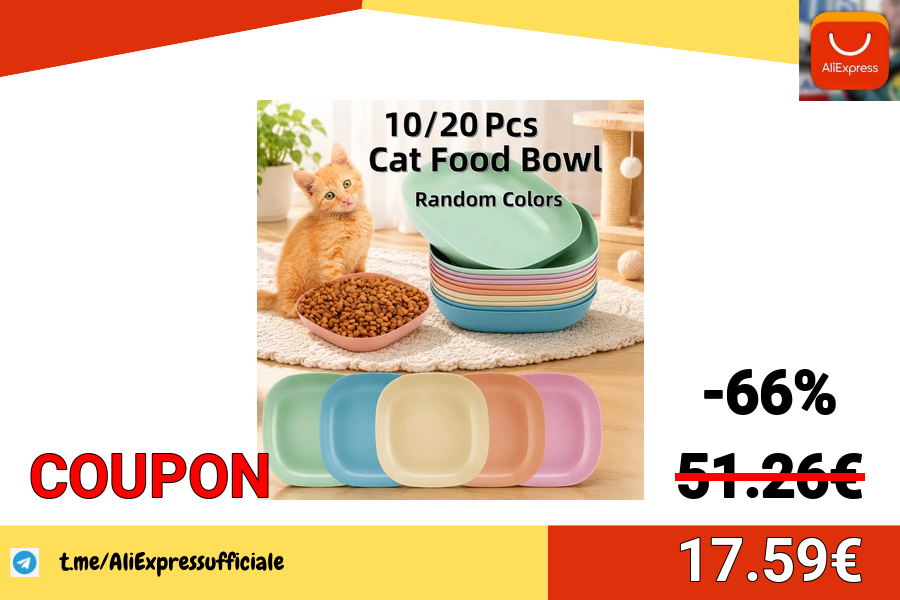 AliExpress
10/20 Pcs
Cat Food Bowl
Random Colors
-66%
COUPON
51.26€
t.me/AliExpressufficiale
17.59€